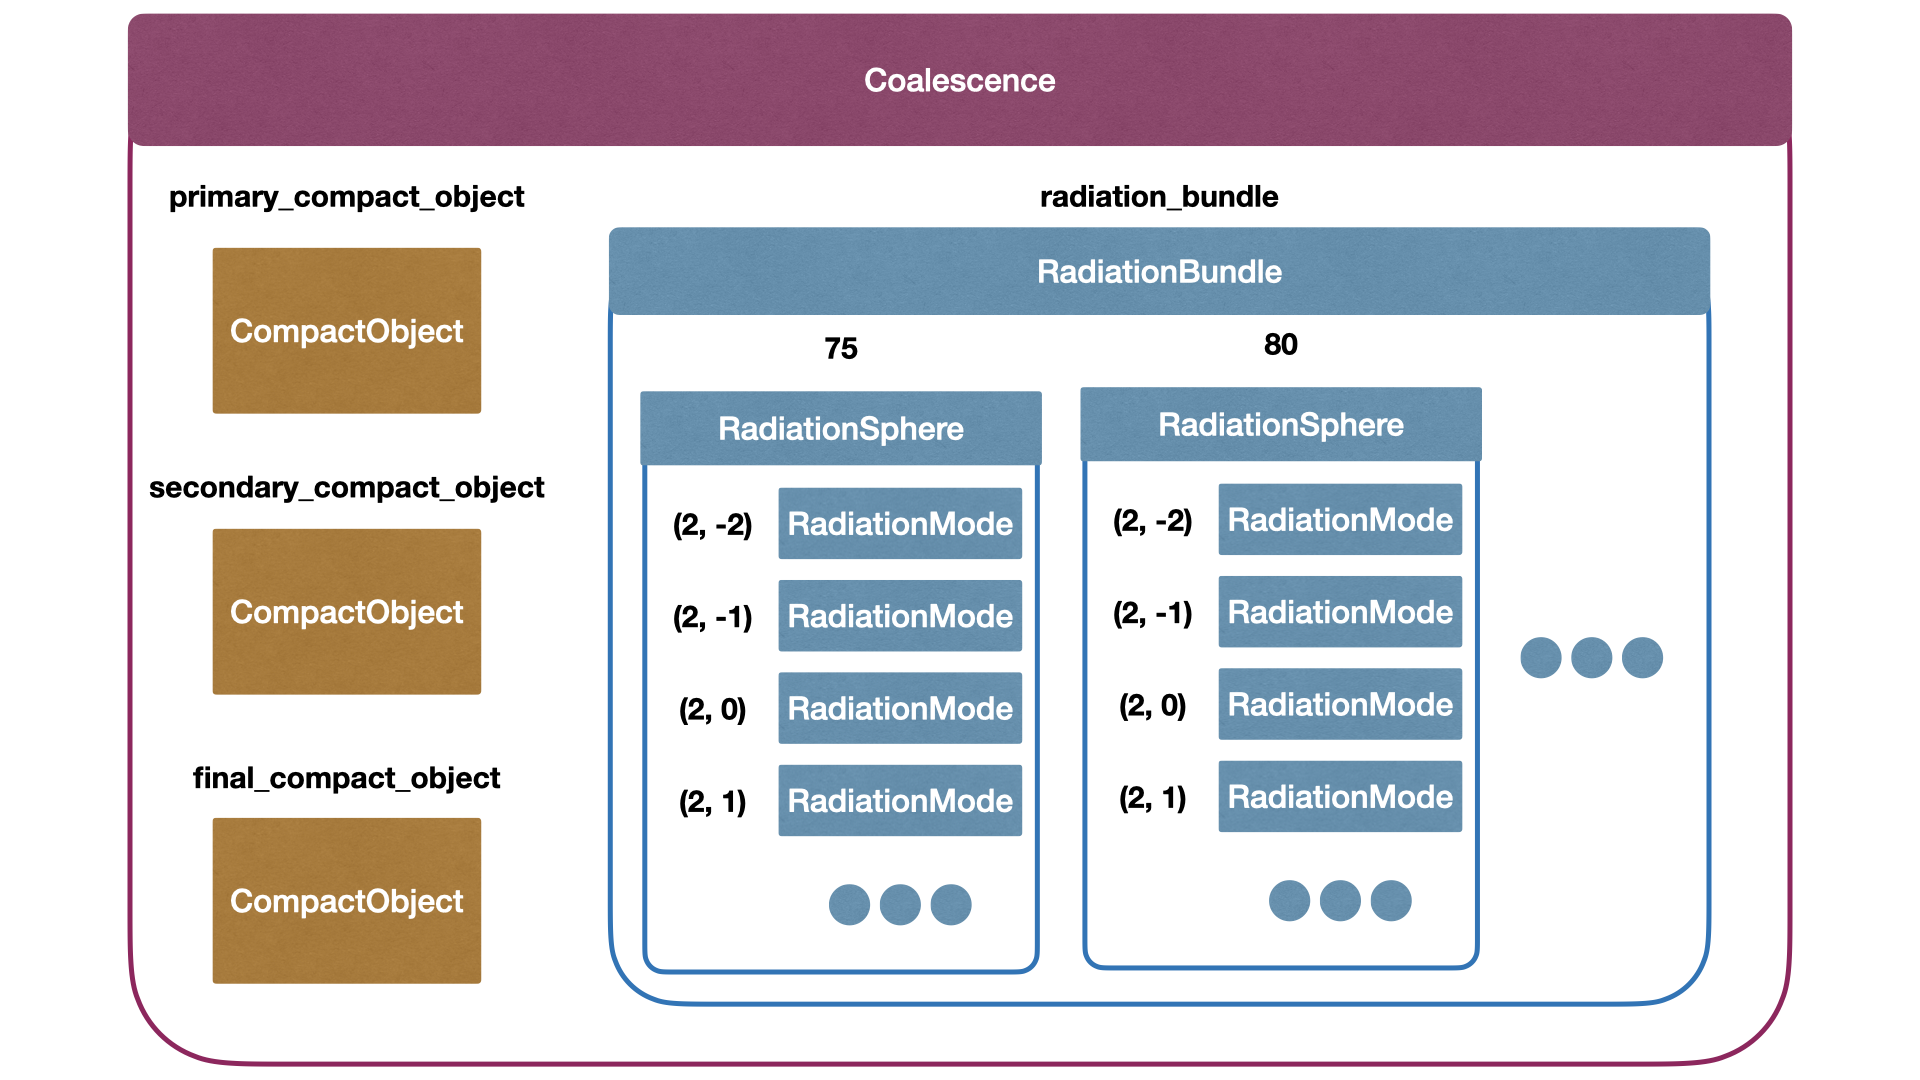 Coalescence
primary_compact_object
CompactObject
secondary_compact_object
CompactObject
final_compact_object
CompactObject
radiation_bundle
RadiationBundle
75
RadiationSphere
(2, -2) RadiationMode
(2, -1) RadiationMode
(2, 0) RadiationMode
(2, 1) RadiationMode
80
RadiationSphere
(2, -2) RadiationMode
(2, -1) RadiationMode
(2, 0) RadiationMode
(2, 1) RadiationMode